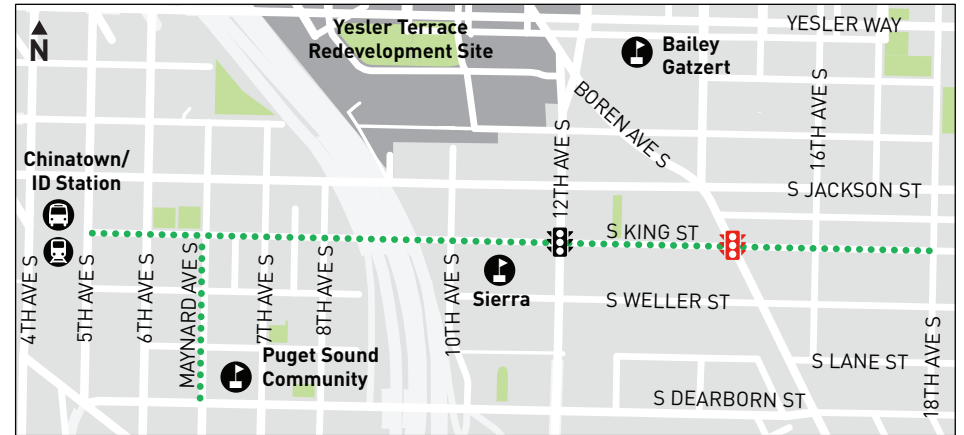 YESLER WAY
N
Yesler Terrace
Redevelopment Site
Bailey
Gatzert
BOREN AVE S
16TH AVE S
12TH AVE S
Chinatown/
ID Station
S JACKSON ST
S KING ST
4TH AVE S
5TH AVE S
6TH AVE S
MAYNARD AVE S
7TH AVE S
8TH AVE S
10TH AVE S
Sierra
S WELLER ST
18TH AVE S
Puget Sound
Community
S LANE ST
S DEARBORN ST